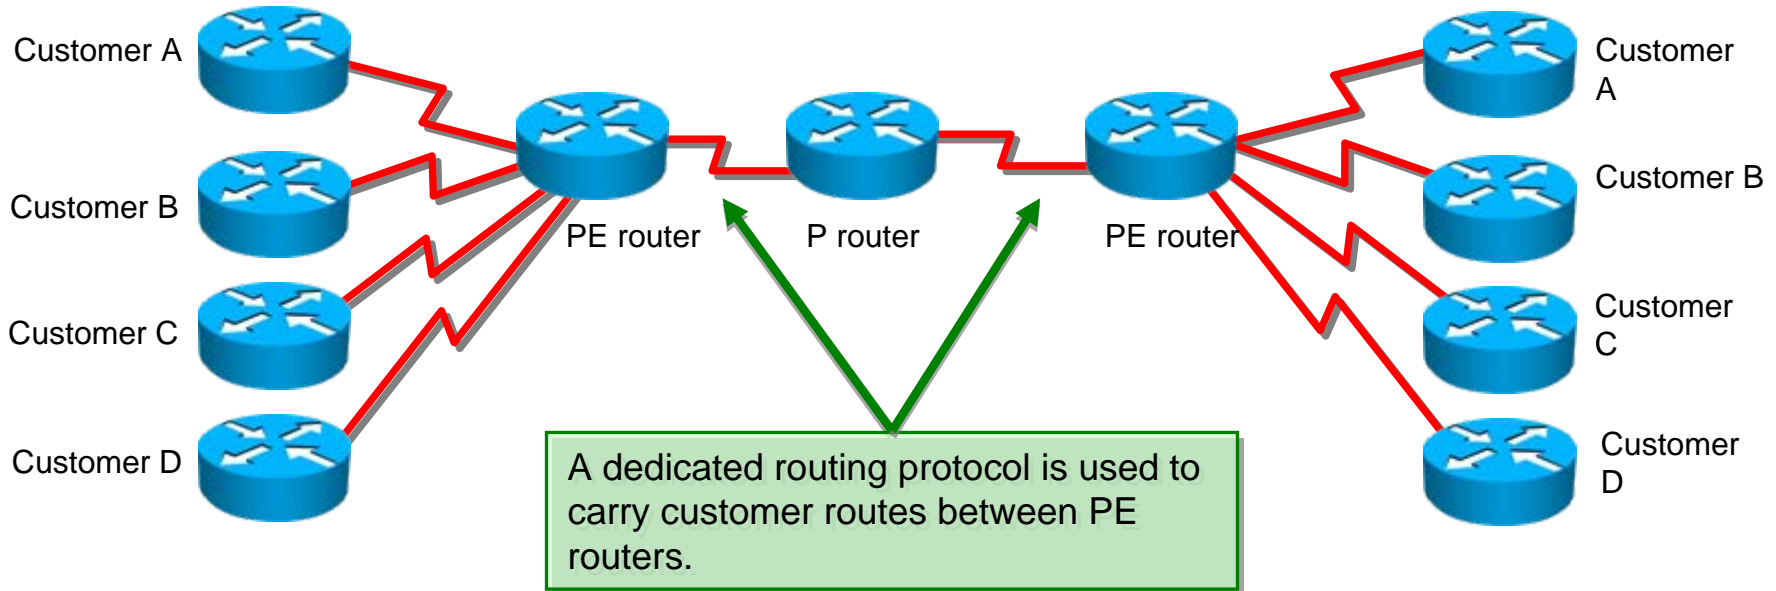 Customer A
Customer
A
Customer B
Customer B
PE router
P router
PE router
Customer C
Customer
C
Customer D
Customer
D
A dedicated routing protocol is used to
carry customer routes between PE
routers.